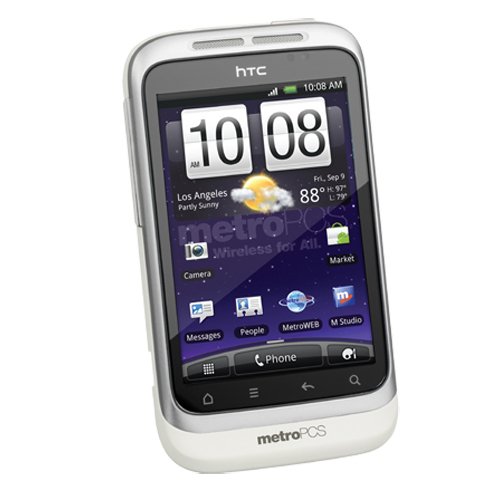 hTC
10:08 AM
10 08
AM
Los Angeles
Partly Sunny
Fri., Sep 9
88° H: 97°
L: 79°
metroPCS
Wireless for All.
Camera
Market
Messages
People
MetroWEB
m
M Studio
Phone
metroPCS